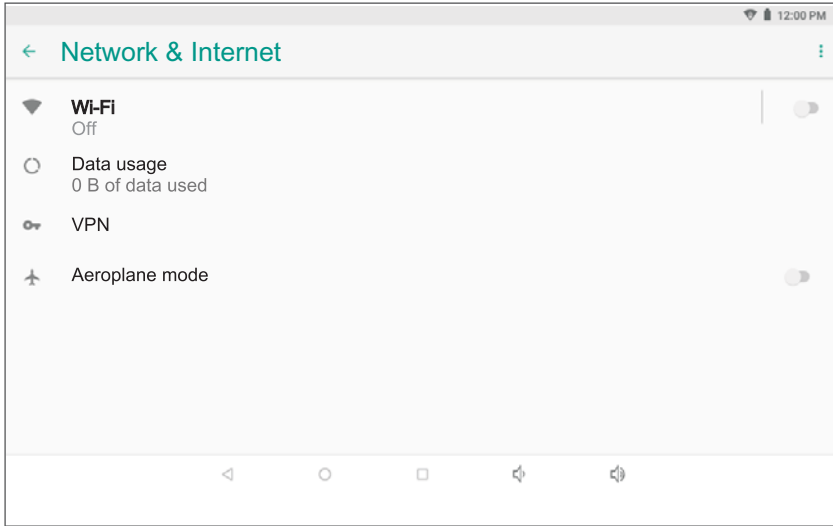 12:00 PM
Network & Internet
Wi-Fi
Off
Data usage
0 B of data used
VPN
Aeroplane mode